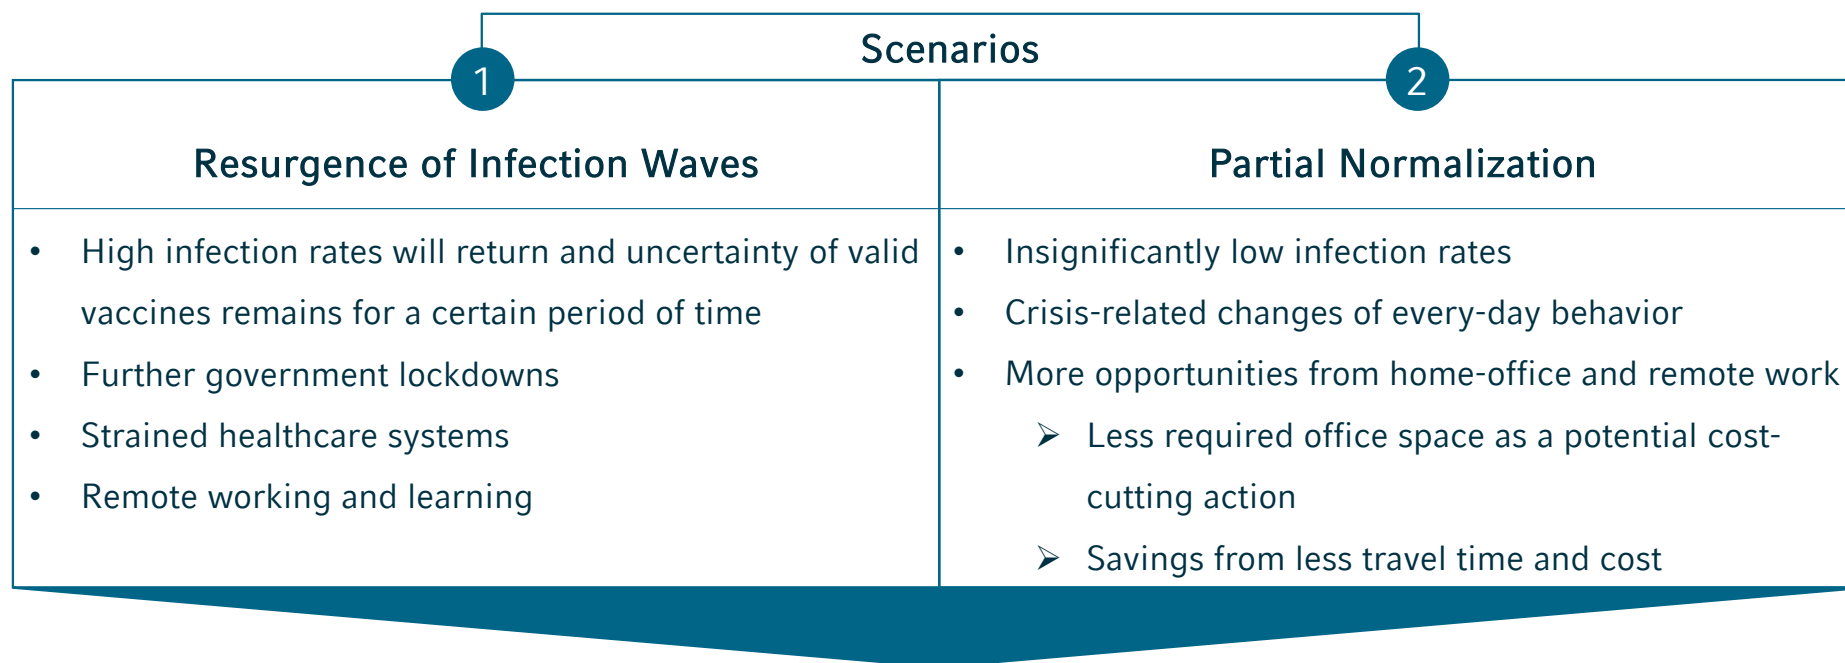 Scenarios
1
2
Resurgence of Infection Waves
Partial Normalization
• High infection rates will return and uncertainty of valid
vaccines remains for a certain period of time
• Further government lockdowns
• Strained healthcare systems
• Remote working and learning
• Insignificantly low infection rates
• Crisis-related changes of every-day behavior
• More opportunities from home-office and remote work
➢ Less required office space as a potential cost-
cutting action
➢ Savings from less travel time and cost